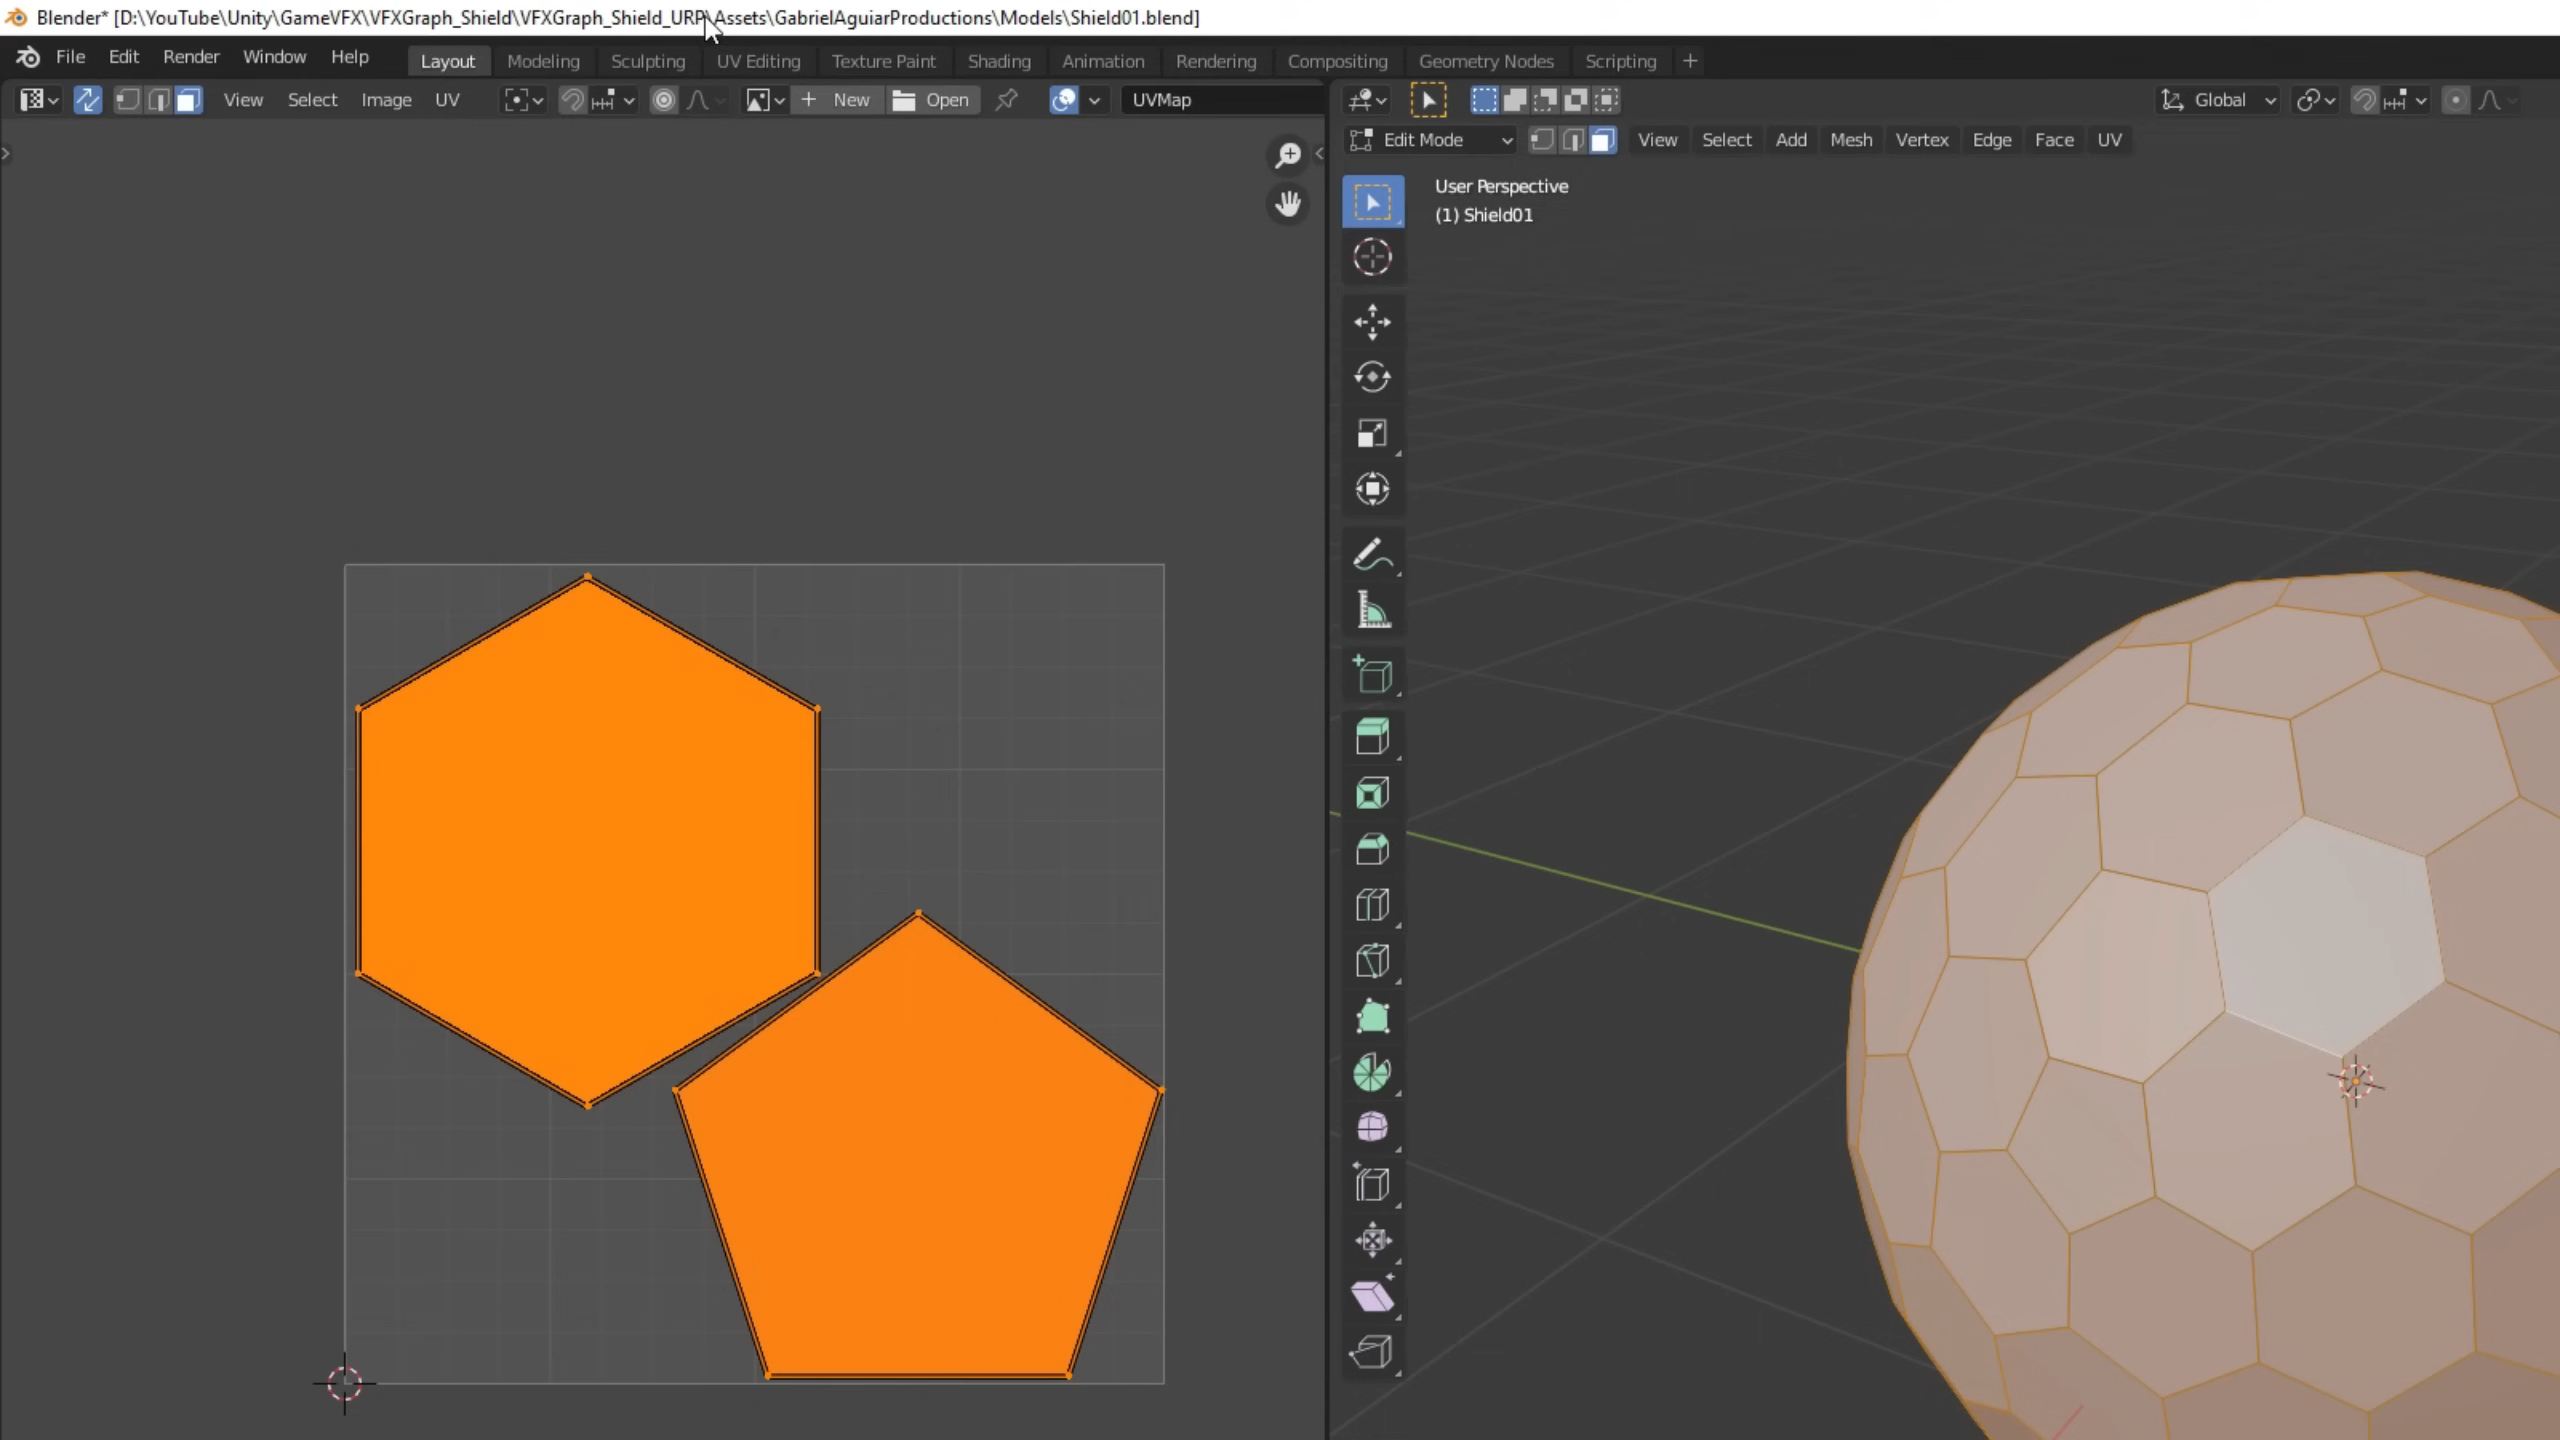 Blender* [D:\YouTube\Unity\GameVFX\VFXGraph_Shield\VFXGraph_Shield_URP\Assets\GabrielAguiarProductions\Models\Shield01.blend]
File Edit Render Window Help Layout Modeling Sculpting UV Editing Texture Paint Shading Animation Rendering Compositing Geometry Nodes Scripting +
View Select Image UV New Open UVMap Global
Edit Mode View Select Add Mesh Vertex Edge Face UV
User Perspective
(1) Shield01